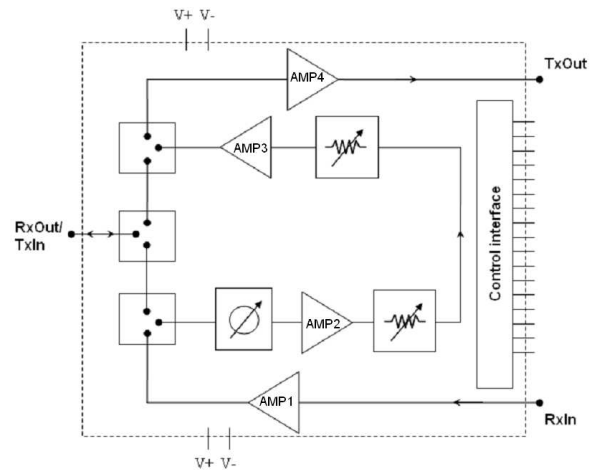 V+ V-
TxOut
AMP4
AMP3
RxOut/
TxIn
Control interface
AMP2
AMP1
RxIn
V+ V-